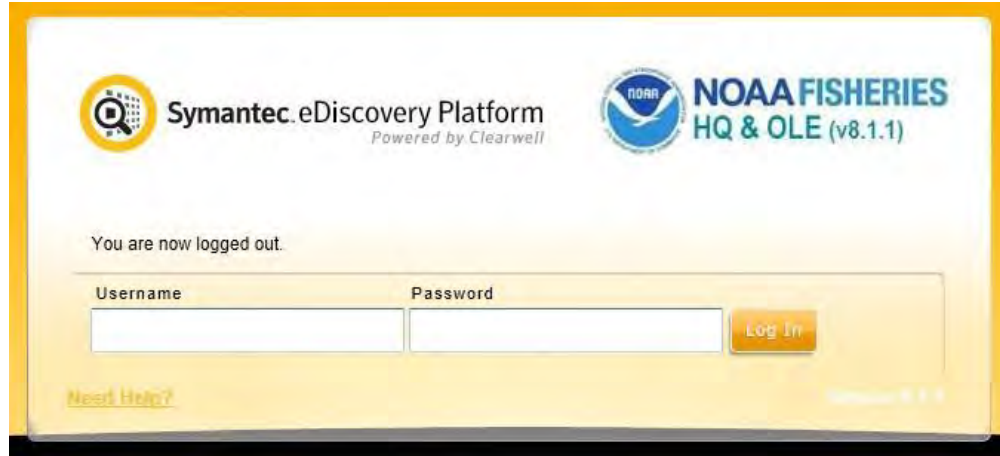 Symantec. eDiscovery Platform
Powered by Clearwell
NOAA
NOAA FISHERIES
HQ & OLE (v8.1.1)
You are now logged out.
Username Password
Log In
Need Help?